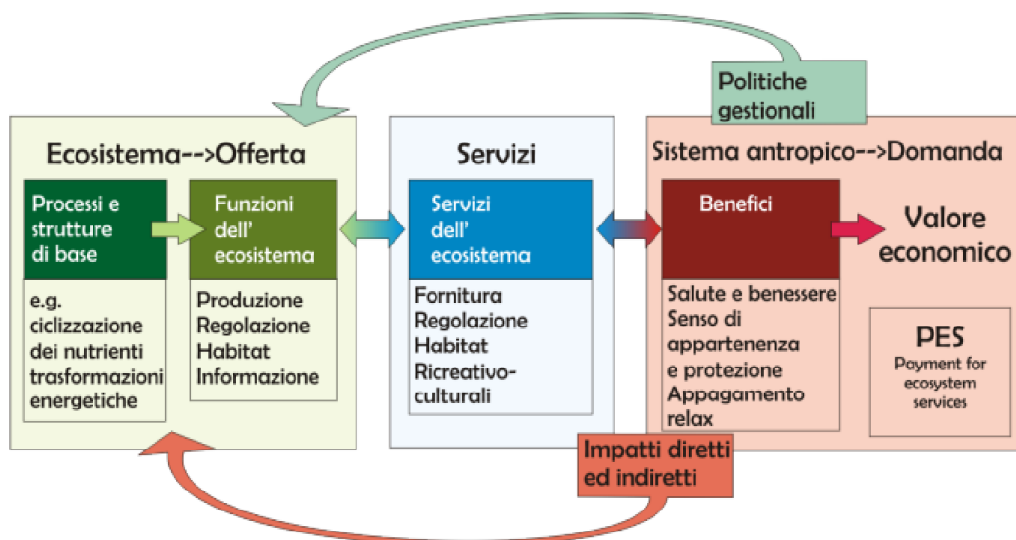 Politiche
gestionali
Ecosistema-->Offerta
Processi e
strutture
di base
e.g.
ciclizzazione
dei nutrienti
trasformazioni
energetiche
Funzioni
dell'
ecosistema
Produzione
Regolazione
Habitat
Informazione
Servizi
Servizi
dell'
ecosistema
Fornitura
Regolazione
Habitat
Ricreativo-
culturali
Sistema antropico-->Domanda
Benefici
Salute e benessere
Senso di
appartenenza
e protezione
Appagamento
relax
Valore
economico
PES
Payment for
ecosystem
services
Impatti diretti
ed indiretti